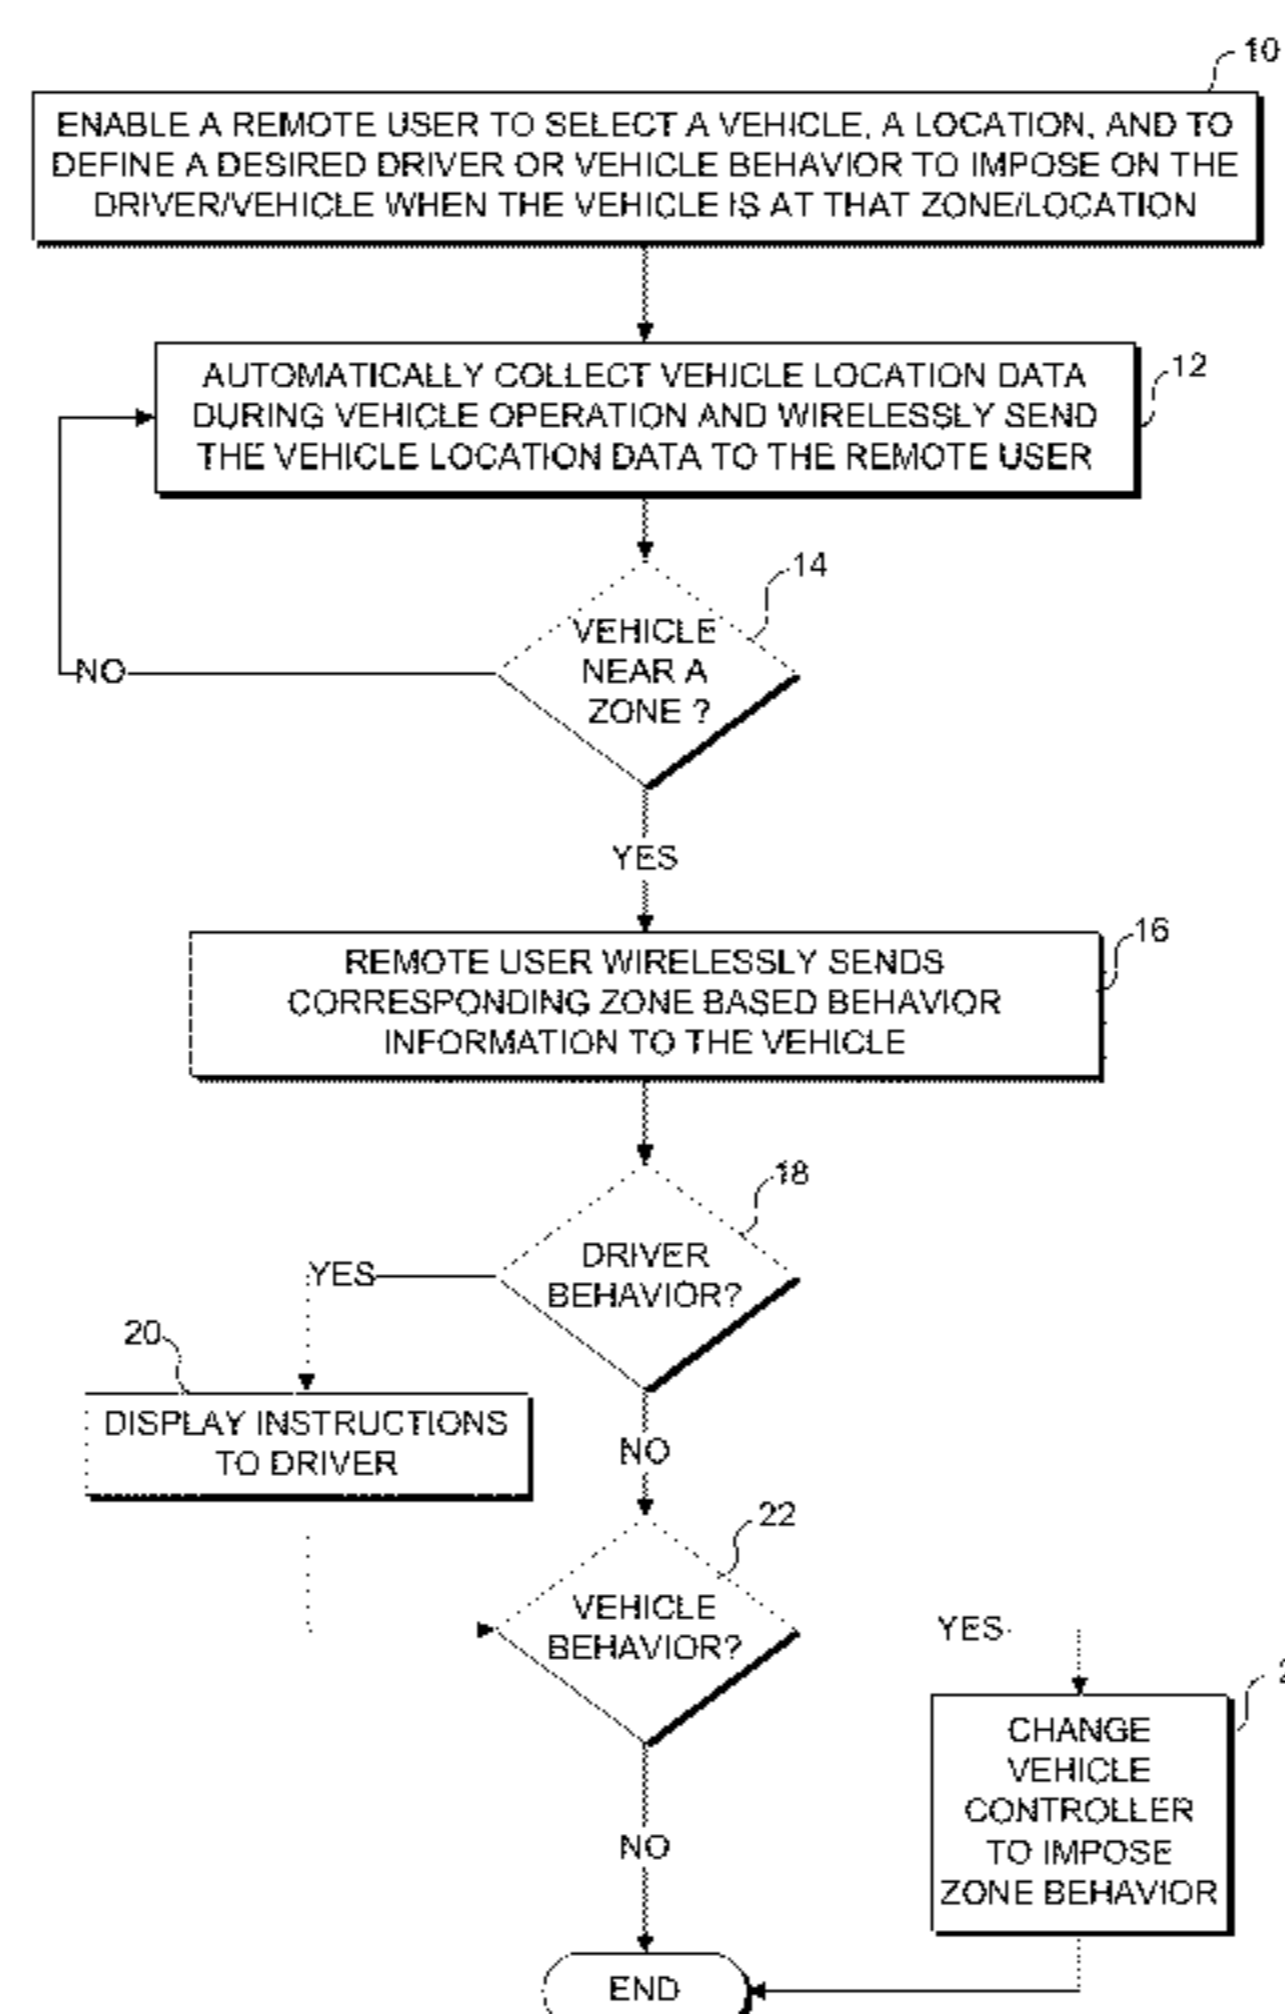 10
ENABLE A REMOTE USER TO SELECT A VEHICLE, A LOCATION, AND TO
DEFINE A DESIRED DRIVER OR VEHICLE BEHAVIOR TO IMPOSE ON THE
DRIVER/VEHICLE WHEN THE VEHICLE IS AT THAT ZONE/LOCATION
12
AUTOMATICALLY COLLECT VEHICLE LOCATION DATA
DURING VEHICLE OPERATION AND WIRELESSLY SEND
THE VEHICLE LOCATION DATA TO THE REMOTE USER
14
VEHICLE
NEAR A
ZONE ?
NO
YES
16
REMOTE USER WIRELESSLY SENDS
CORRESPONDING ZONE BASED BEHAVIOR
INFORMATION TO THE VEHICLE
18
DRIVER
BEHAVIOR?
YES
20
DISPLAY INSTRUCTIONS
TO DRIVER
NO
22
VEHICLE
BEHAVIOR?
YES
CHANGE
VEHICLE
CONTROLLER
TO IMPOSE
ZONE BEHAVIOR
NO
END